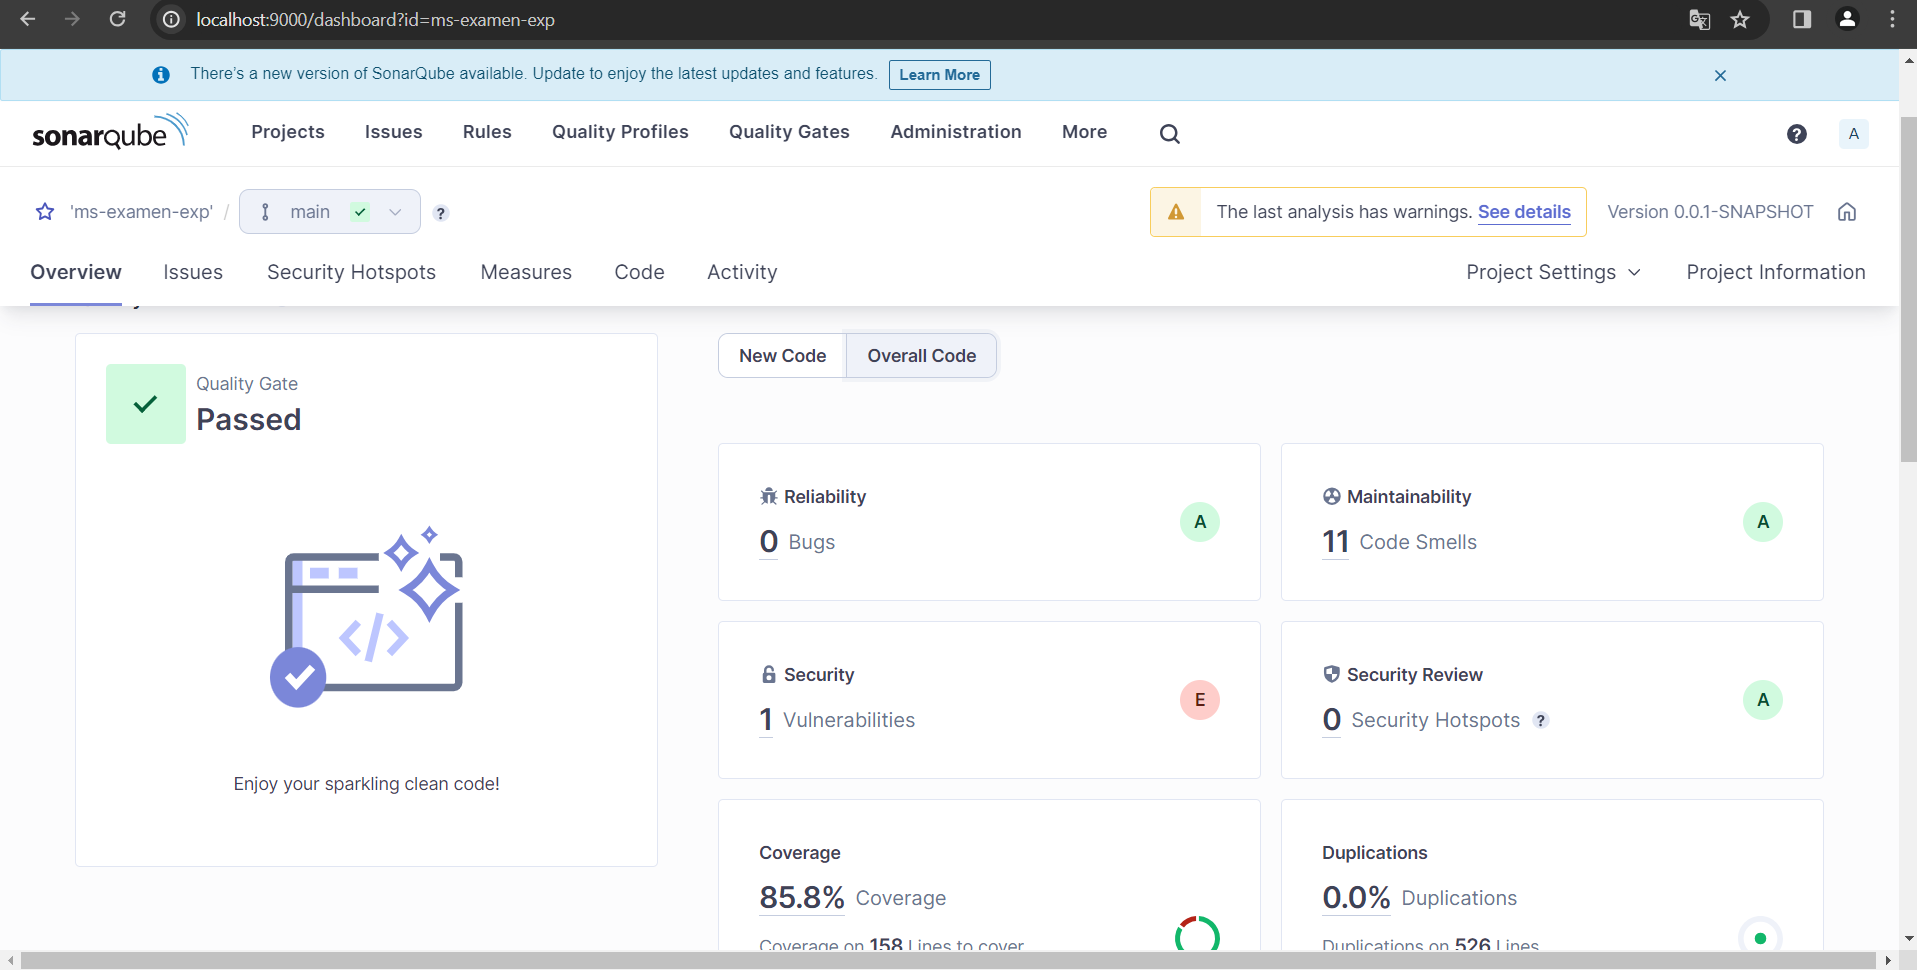 localhost:9000/dashboard?id=ms-examen-exp
There's a new version of SonarQube available. Update to enjoy the latest updates and features. Learn More
sonarqube Projects Issues Rules Quality Profiles Quality Gates Administration More ? A
'ms-examen-exp' / main ? The last analysis has warnings. See details Version 0.0.1-SNAPSHOT
Overview Issues Security Hotspots Measures Code Activity Project Settings Project Information
New Code Overall Code
Quality Gate
Passed
Enjoy your sparkling clean code!
Reliability
0 Bugs
A
Maintainability
11 Code Smells
A
Security
1 Vulnerabilities
E
Security Review
0 Security Hotspots ?
A
Coverage
85.8% Coverage
Coverage on 158 Lines to cover
Duplications
0.0% Duplications
Duplications on 526 Lines